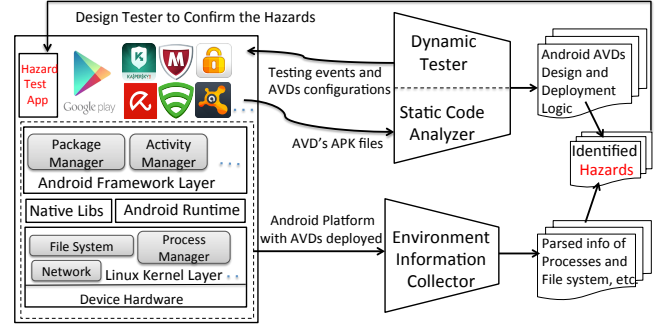 Design Tester to Confirm the Hazards
Hazard
Test
App
Google play
KASPERSKY
Testing events and
AVDs configurations
AVD's APK files
Dynamic
Tester
Static Code
Analyzer
Android AVDs
Design and
Deployment
Logic
Identified
Hazards
Package
Manager
Activity
Manager
...
Android Framework Layer
Native Libs
Android Runtime
File System
Process
Manager
Network
Linux Kernel Layer
Device Hardware
Android Platform
with AVDs deployed
Environment
Information
Collector
Parsed info of
Processes and
File system, etc